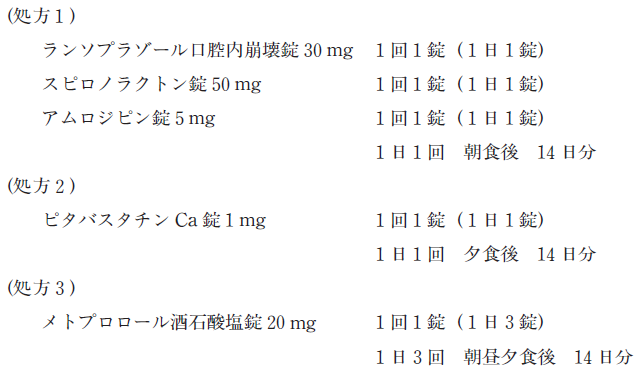 (処方1)
ランソプラゾール口腔内崩壊錠 30 mg 1回1錠(1日1錠)
スピロノラクトン錠 50 mg 1回1錠(1日1錠)
アムロジピン錠 5 mg 1回1錠(1日1錠)
1日1回 朝食後 14日分
(処方2)
ピタバスタチン Ca 錠 1 mg 1回1錠(1日1錠)
1日1回 夕食後 14日分
(処方3)
メトプロロール酒石酸塩錠 20 mg 1回1錠(1日3錠)
1日3回 朝昼夕食後 14日分